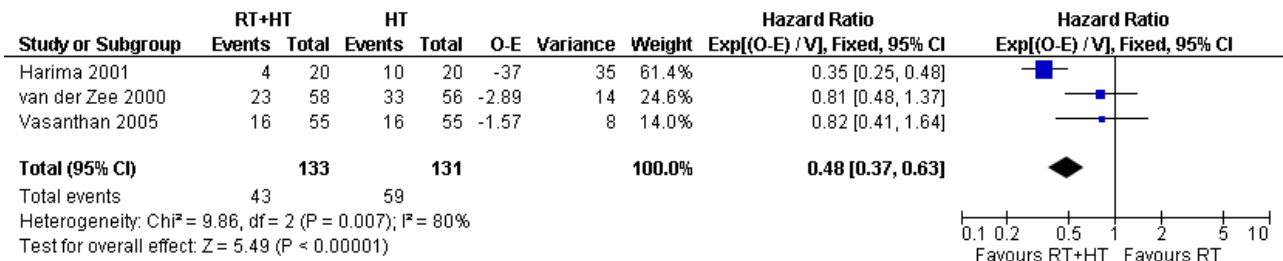 RT+HT HT Hazard Ratio Hazard Ratio
Study or Subgroup Events Total Events Total O-E Variance Weight Exp[(O-E) / V], Fixed, 95% CI Exp[(O-E) / V], Fixed, 95% CI
Harima 2001 4 20 10 20 -37 35 61.4% 0.35 [0.25, 0.48]
van der Zee 2000 23 58 33 56 -2.89 14 24.6% 0.81 [0.48, 1.37]
Vasanthan 2005 16 55 16 55 -1.57 8 14.0% 0.82 [0.41, 1.64]
Total (95% CI) 133 131 100.0% 0.48 [0.37, 0.63]
Total events 43 59
Heterogeneity: Chi² = 9.86, df = 2 (P = 0.007); I² = 80%
Test for overall effect: Z = 5.49 (P < 0.00001)
0.1 0.2 0.5 1 2 5 10
Favours RT+HT Favours RT